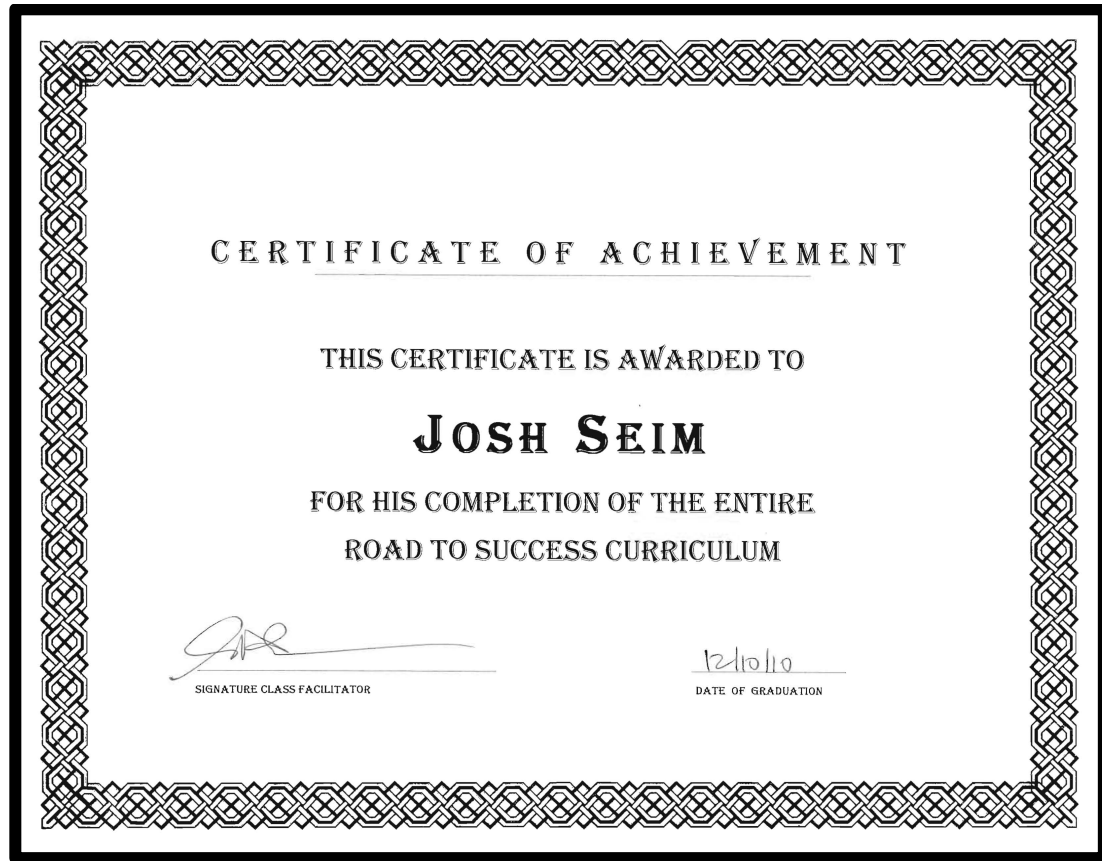 CERTIFICATE OF ACHIEVEMENT
THIS CERTIFICATE IS AWARDED TO
JOSH SEIM
FOR HIS COMPLETION OF THE ENTIRE
ROAD TO SUCCESS CURRICULUM
12/10/10
SIGNATURE CLASS FACILITATOR DATE OF GRADUATION